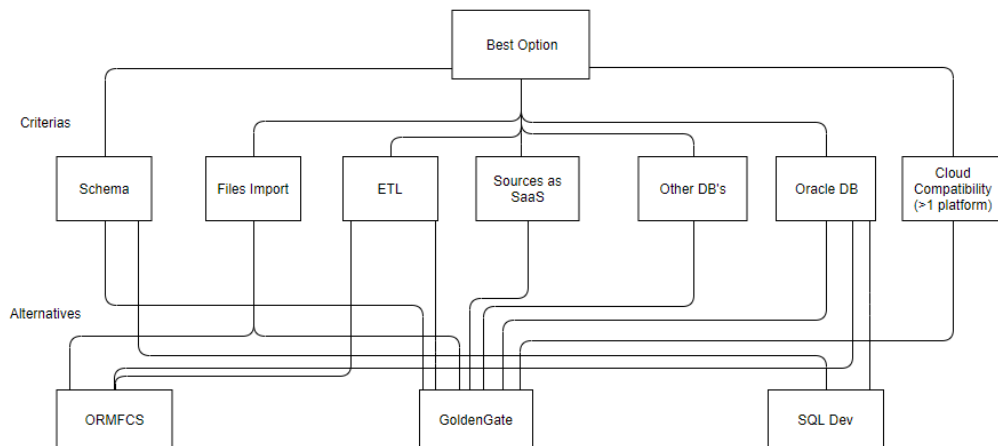 Best Option
Criterias
Schema
Files Import
ETL
Sources as
SaaS
Other DB's
Oracle DB
Cloud
Compatibility
(>1 platform)
Alternatives
ORMFCS
GoldenGate
SQL Dev